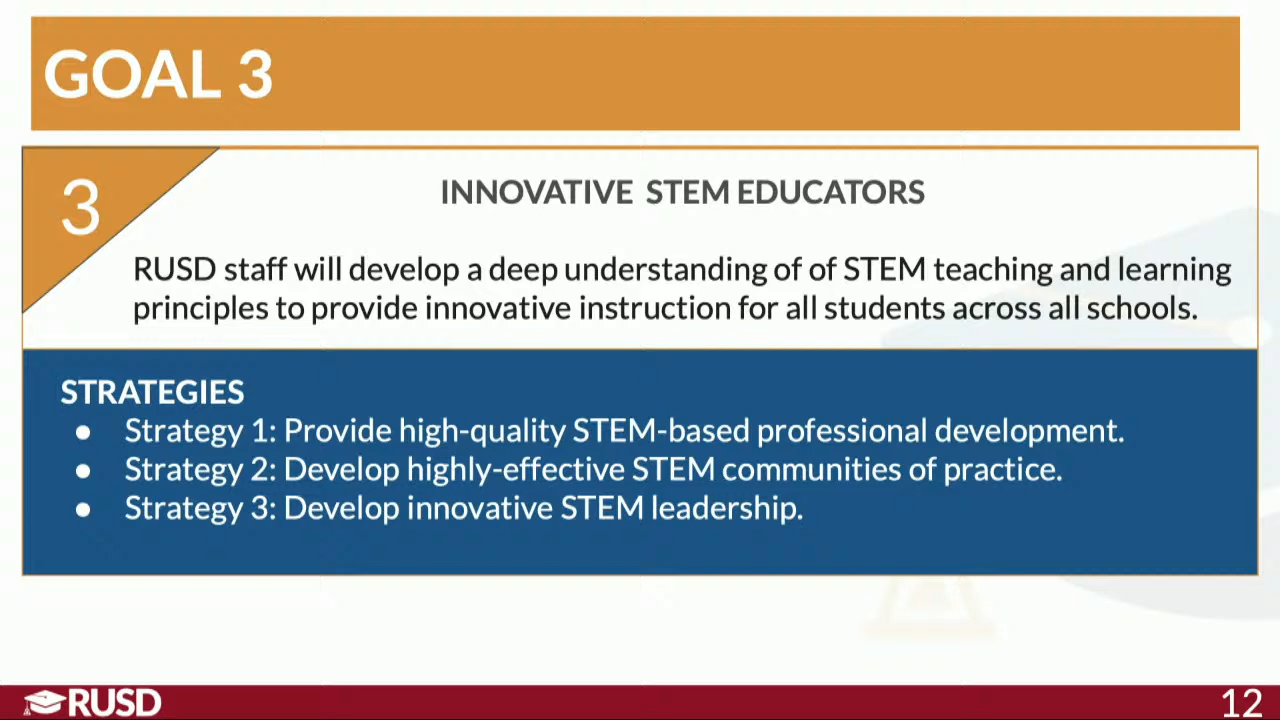 GOAL 3
3
INNOVATIVE STEM EDUCATORS
RUSD staff will develop a deep understanding of of STEM teaching and learning
principles to provide innovative instruction for all students across all schools.
STRATEGIES
● Strategy 1: Provide high-quality STEM-based professional development.
● Strategy 2: Develop highly-effective STEM communities of practice.
● Strategy 3: Develop innovative STEM leadership.
RUSD
12